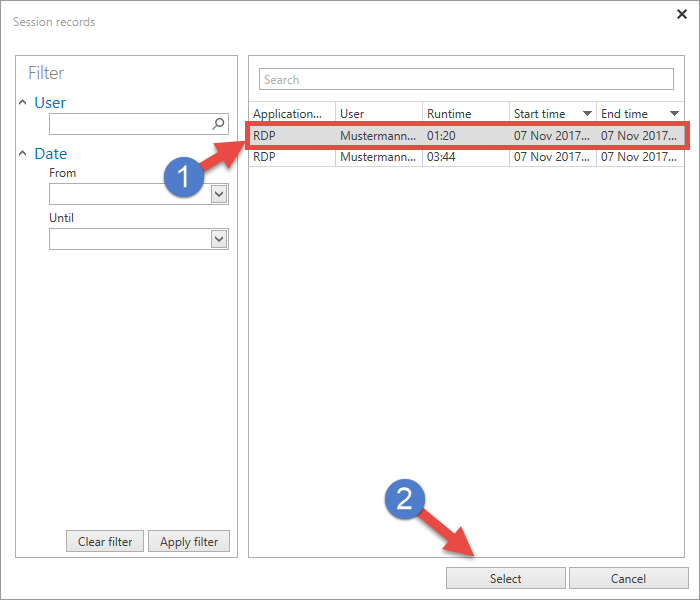 Session records
Filter
User
Date
From
Until
Clear filter Apply filter
Search
Application... User Runtime Start time End time
RDP Mustermann... 01:20 07 Nov 2017... 07 Nov 2017...
RDP Mustermann... 03:44 07 Nov 2017... 07 Nov 2017...
1
2
Select Cancel